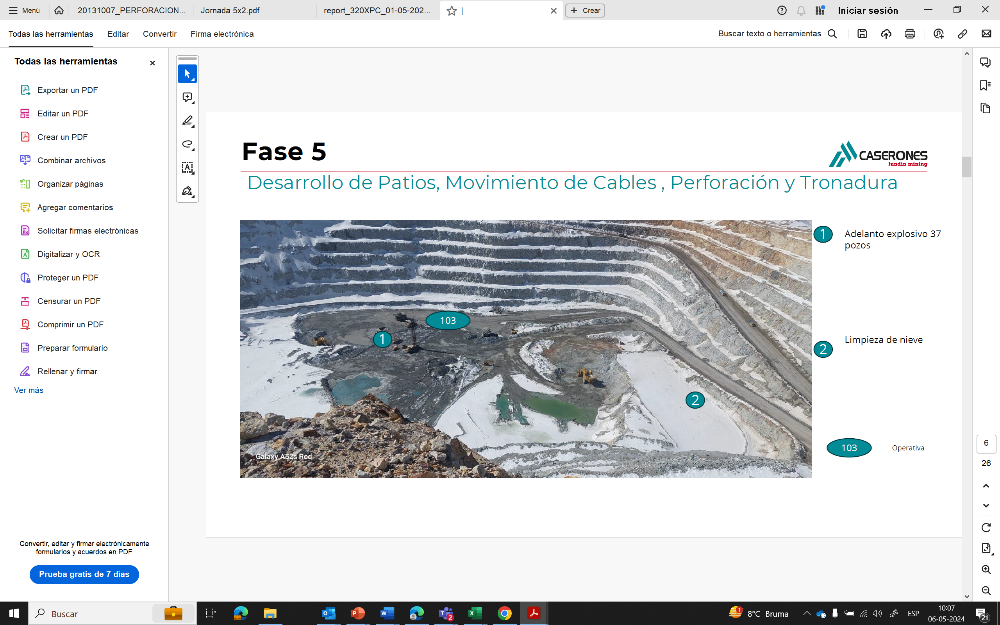 Menú
20131007_PERFORACION...
Jornada 5x2.pdf
report_320XPC_01-05-202...
Crear
Iniciar sesión
Todas las herramientas
Editar
Convertir
Firma electrónica
Buscar texto o herramientas
Todas las herramientas
Exportar un PDF
Editar un PDF
Crear un PDF
Combinar archivos
Organizar páginas
Agregar comentarios
Solicitar firmas electrónicas
Digitalizar y OCR
Proteger un PDF
Censurar un PDF
Comprimir un PDF
Preparar formulario
Rellenar y firmar
Ver más
Convertir, editar y firmar electrónicamente
formularios y acuerdos en PDF
Prueba gratis de 7 días
Fase 5
CASERONES
lundin mining
Desarrollo de Patios, Movimiento de Cables , Perforación y Tronadura
103
1
2
Galaxy A52s Rod
1
Adelanto explosivo 37
pozos
2
Limpieza de nieve
103
Operativa
6
26
Buscar
2
1
8°C Bruma
ESP
10:07
06-05-2024
21